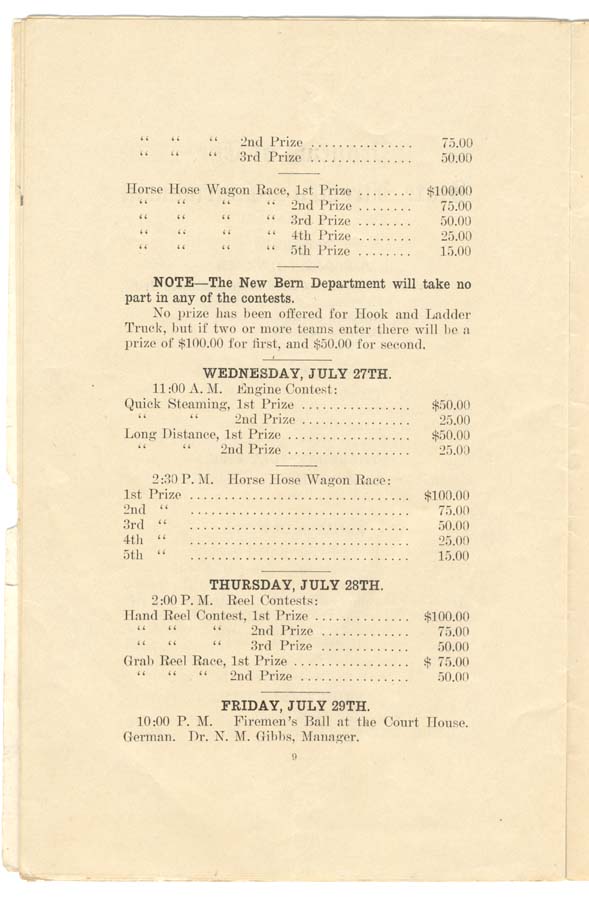 “ “ “ 2nd Prize ............... 75.00
“ “ “ 3rd Prize ............... 50.00
Horse Hose Wagon Race, 1st Prize ........ $100.00
“ “ “ “ 2nd Prize ........ 75.00
“ “ “ “ 3rd Prize ........ 50.00
“ “ “ “ 4th Prize ........ 25.00
“ “ “ “ 5th Prize ........ 15.00
NOTE—The New Bern Department will take no
part in any of the contests.
No prize has been offered for Hook and Ladder
Truck, but if two or more teams enter there will be a
prize of $100.00 for first, and $50.00 for second.
WEDNESDAY, JULY 27TH.
11:00 A. M. Engine Contest:
Quick Steaming, 1st Prize ................ $50.00
“ “ 2nd Prize ................ 25.00
Long Distance, 1st Prize .................. $50.00
“ “ 2nd Prize .................. 25.00
2:30 P. M. Horse Hose Wagon Race:
1st Prize ................................ $100.00
2nd “ ................................ 75.00
3rd “ ................................ 50.00
4th “ ................................ 25.00
5th “ ................................ 15.00
THURSDAY, JULY 28TH.
2:00 P. M. Reel Contests:
Hand Reel Contest, 1st Prize .............. $100.00
“ “ “ 2nd Prize ............. 75.00
“ “ “ 3rd Prize ............. 50.00
Grab Reel Race, 1st Prize ................. $ 75.00
“ “ “ 2nd Prize ................ 50.00
FRIDAY, JULY 29TH.
10:00 P. M. Firemen's Ball at the Court House.
German. Dr. N. M. Gibbs, Manager.
9